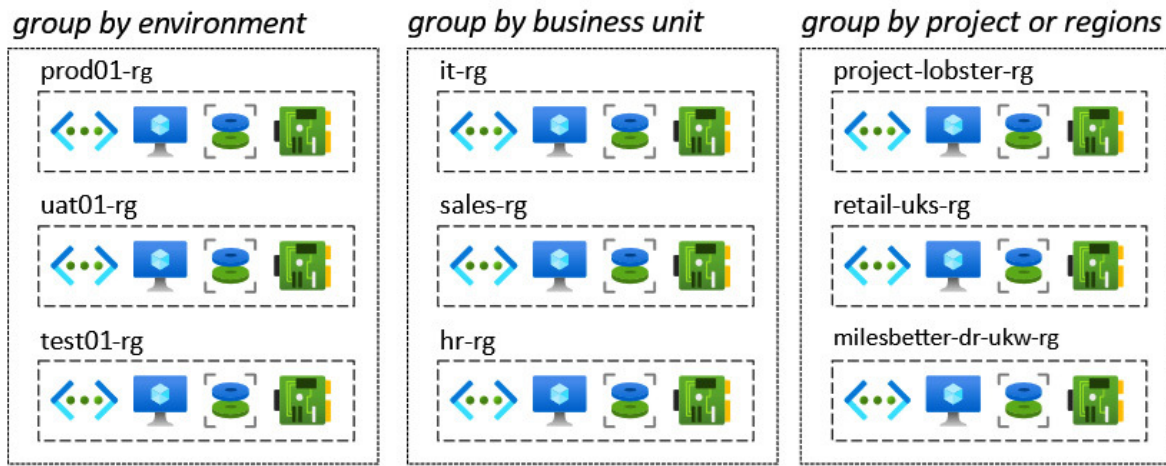 group by environment
prod01-rg
uat01-rg
test01-rg
group by business unit
it-rg
sales-rg
hr-rg
group by project or regions
project-lobster-rg
retail-uks-rg
milesbetter-dr-ukw-rg